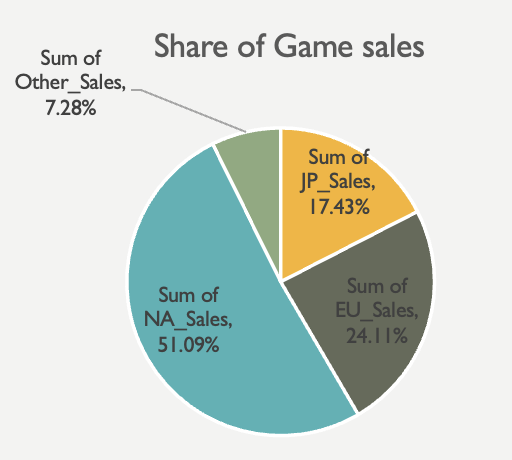 Share of Game sales
Sum of
Other_Sales,
7.28%
Sum of
JP_Sales,
17.43%
Sum of
EU_Sales,
24.11%
Sum of
NA_Sales,
51.09%